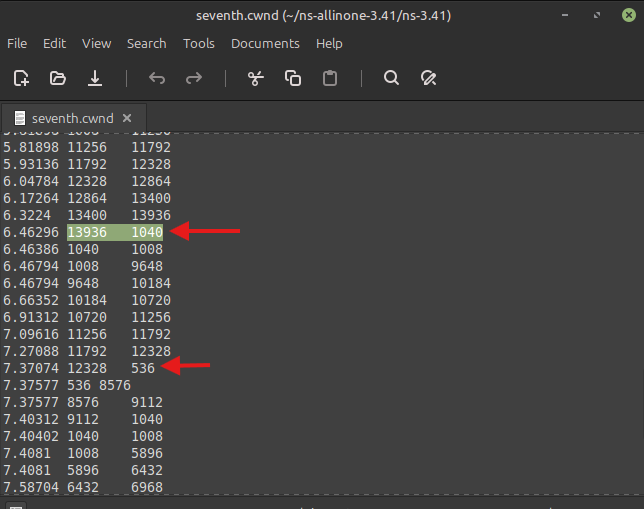 seventh.cwnd (~/ns-allinone-3.41/ns-3.41)
File Edit View Search Tools Documents Help
seventh.cwnd
5.81898 1008 11256
5.81898 11256 11792
5.93136 11792 12328
6.04784 12328 12864
6.17264 12864 13400
6.3224 13400 13936
6.46296 13936 1040
6.46386 1040 1008
6.46794 1008 9648
6.46794 9648 10184
6.66352 10184 10720
6.91312 10720 11256
7.09616 11256 11792
7.27088 11792 12328
7.37074 12328 536
7.37577 536 8576
7.37577 8576 9112
7.40312 9112 1040
7.40402 1040 1008
7.4081 1008 5896
7.4081 5896 6432
7.58704 6432 6968